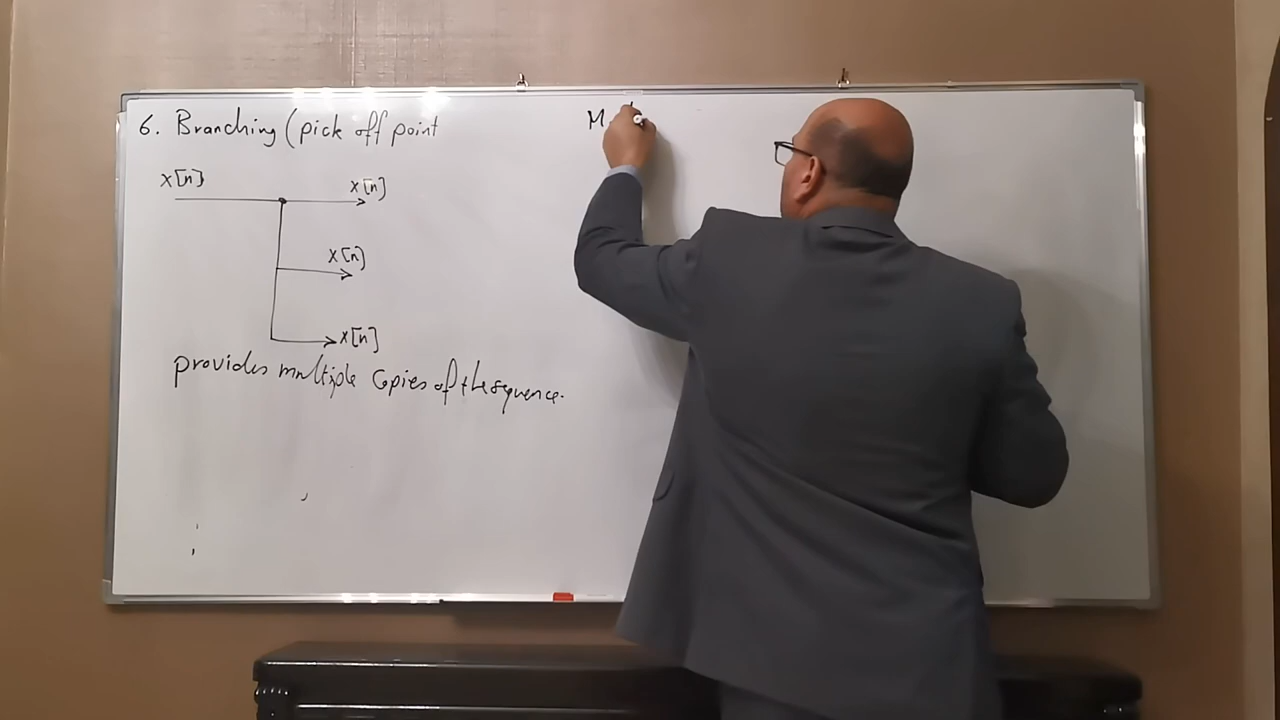 6. Branching (pick off point
x[n]
x[n]
x[n]
x[n]
provides multiple Copies of the sequence.
M